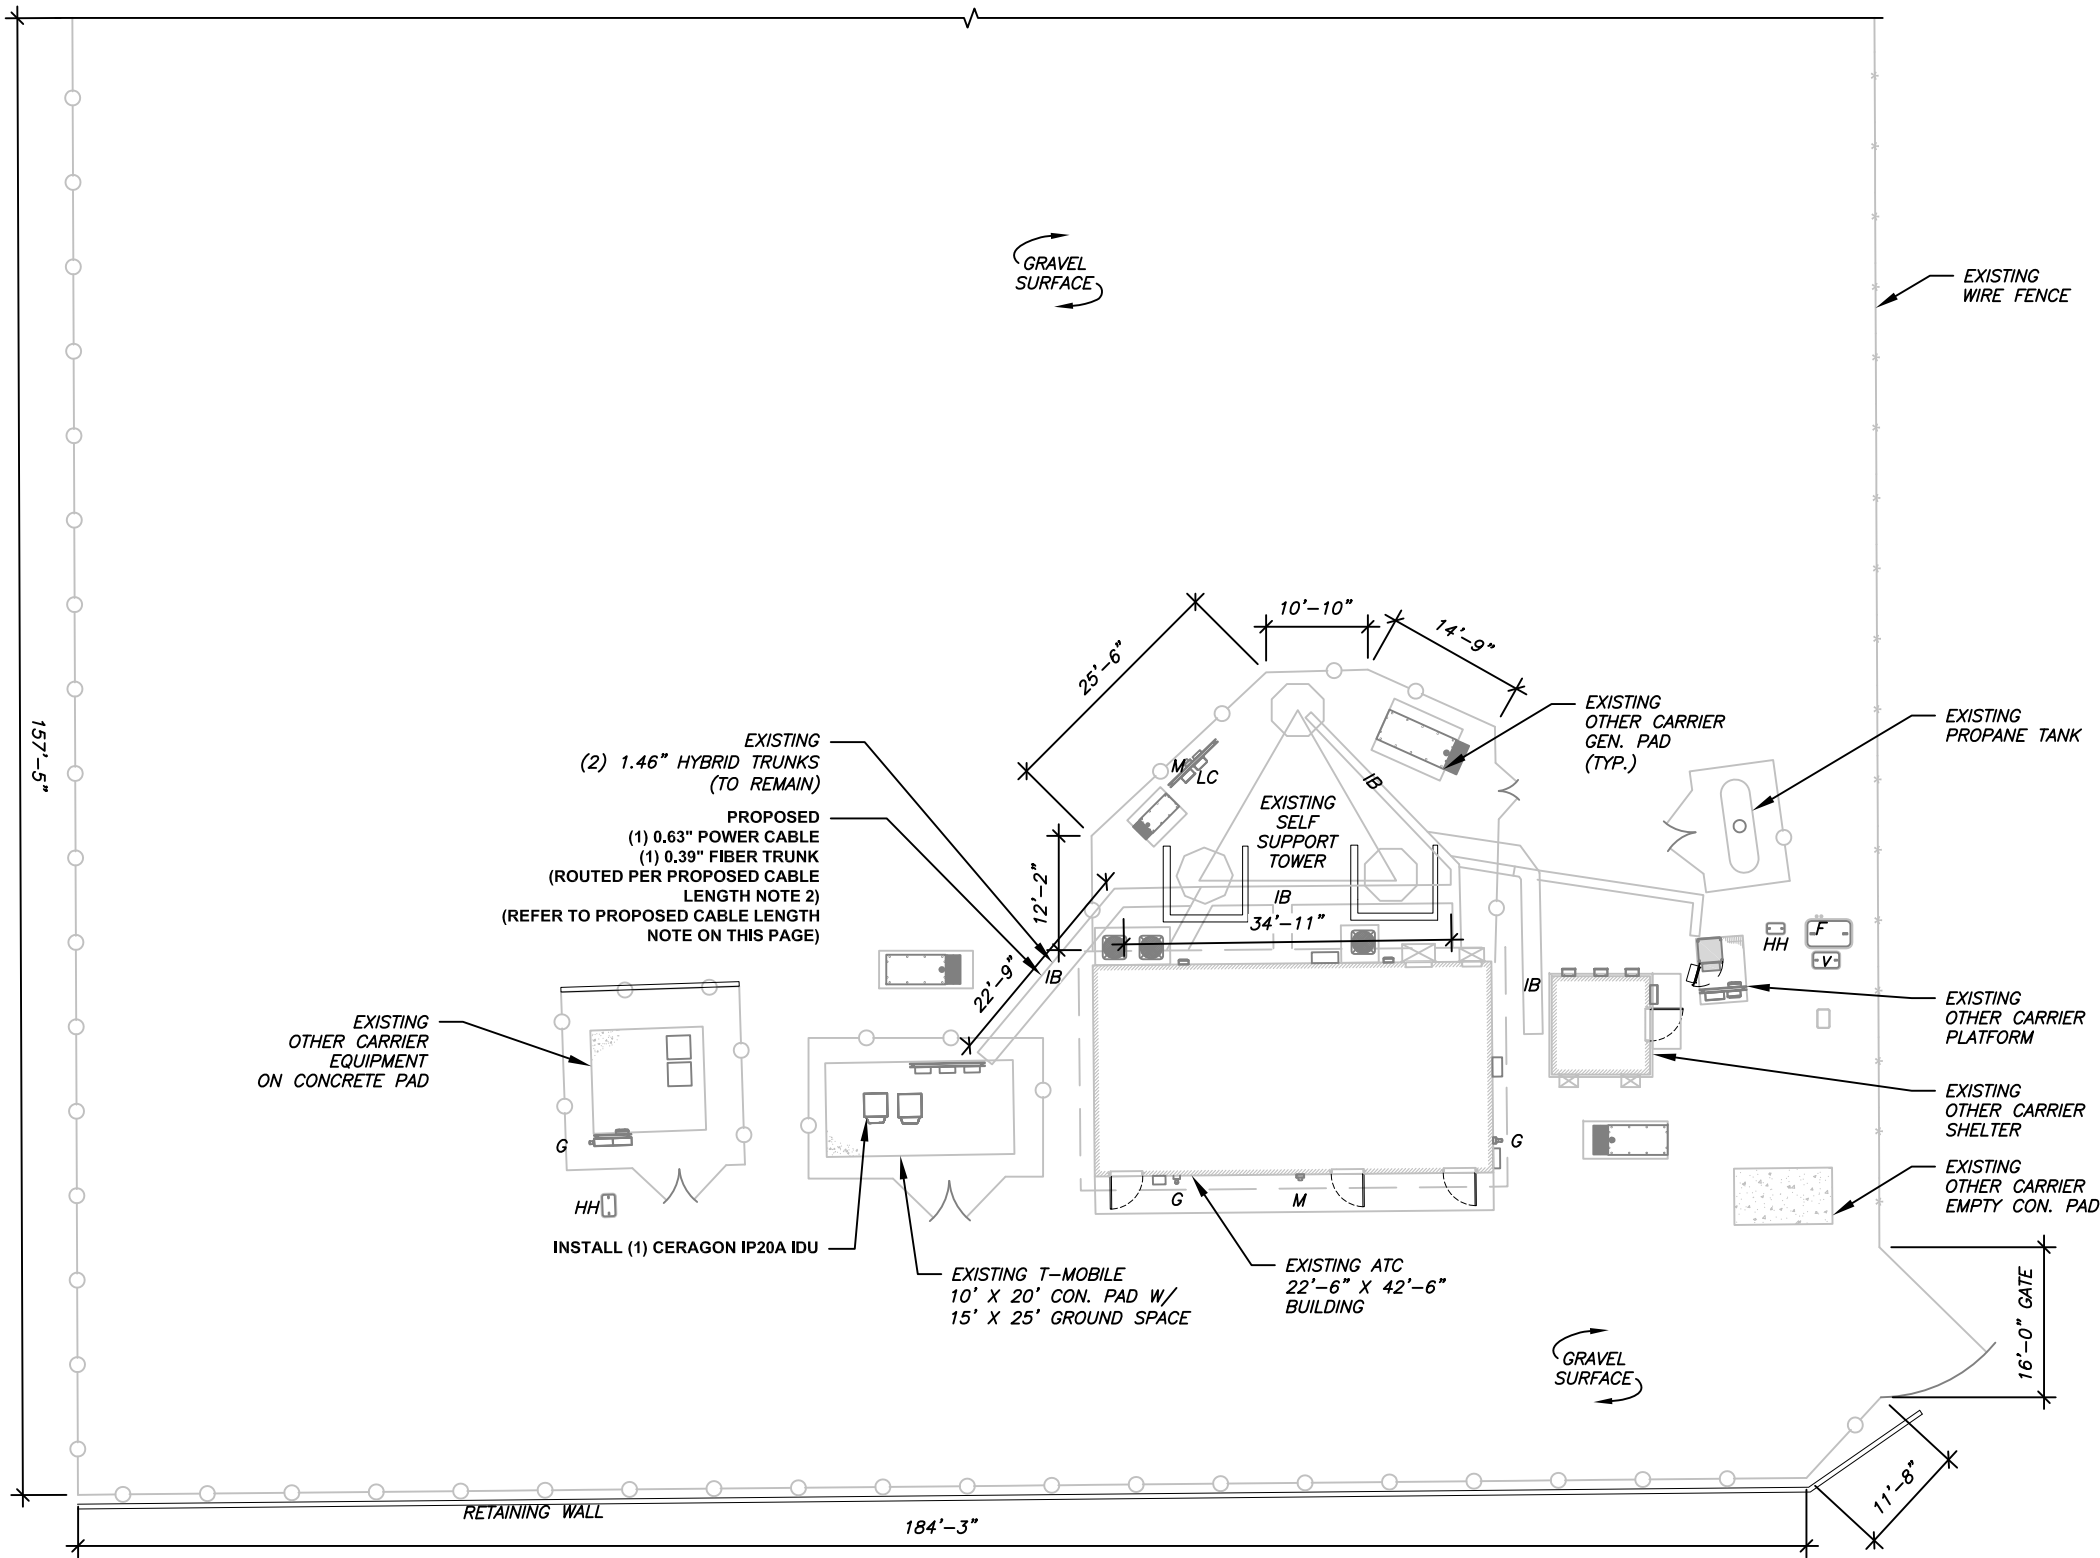 GRAVEL
SURFACE
EXISTING
WIRE FENCE
157'-5"
25'-6"
10'-10"
14'-9"
EXISTING
OTHER CARRIER
GEN. PAD
(TYP.)
EXISTING
PROPANE TANK
EXISTING
(2) 1.46" HYBRID TRUNKS
(TO REMAIN)
PROPOSED
(1) 0.63" POWER CABLE
(1) 0.39" FIBER TRUNK
(ROUTED PER PROPOSED CABLE
LENGTH NOTE 2)
(REFER TO PROPOSED CABLE LENGTH
NOTE ON THIS PAGE)
M
LC
IB
EXISTING
SELF
SUPPORT
TOWER
12'-2"
IB
34'-11"
22'-9"
IB
IB
HH
F
V
EXISTING
OTHER CARRIER
EQUIPMENT
ON CONCRETE PAD
EXISTING
OTHER CARRIER
PLATFORM
EXISTING
OTHER CARRIER
SHELTER
EXISTING
OTHER CARRIER
EMPTY CON. PAD
G
HH
G
G
M
INSTALL (1) CERAGON IP20A IDU
EXISTING T-MOBILE
10' X 20' CON. PAD W/
15' X 25' GROUND SPACE
EXISTING ATC
22'-6" X 42'-6"
BUILDING
16'-0" GATE
GRAVEL
SURFACE
11'-8"
RETAINING WALL
184'-3"